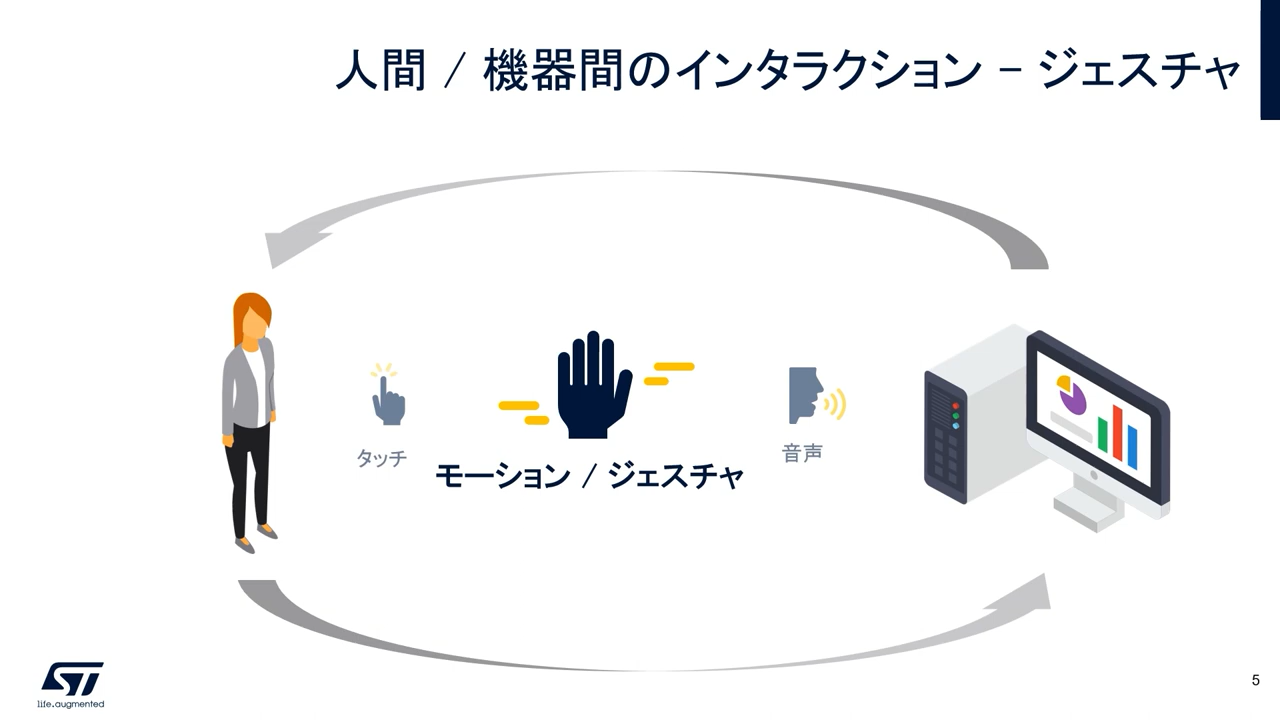 人間 / 機器間のインタラクション – ジェスチャ
タッチ
モーション / ジェスチャ
音声
life.augmented
5